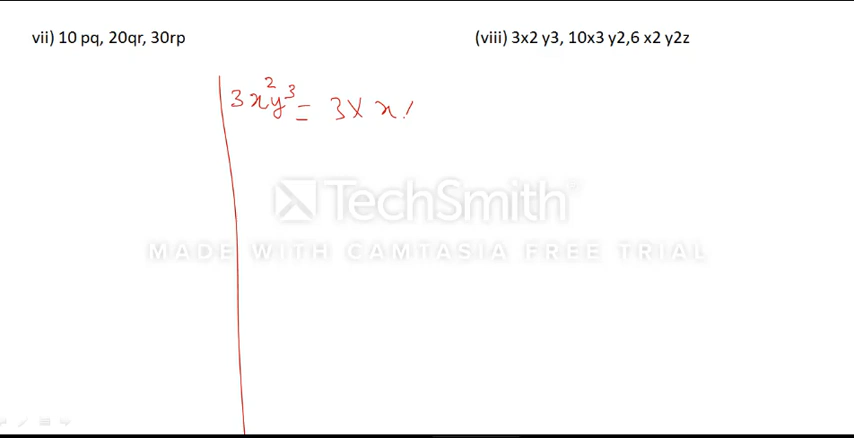 vii) 10 pq, 20qr, 30rp
(viii) 3x2 y3, 10x3 y2,6 x2 y2z
3x²y³ = 3 × x
TechSmith
MADE WITH CAMTASIA FREE TRIAL